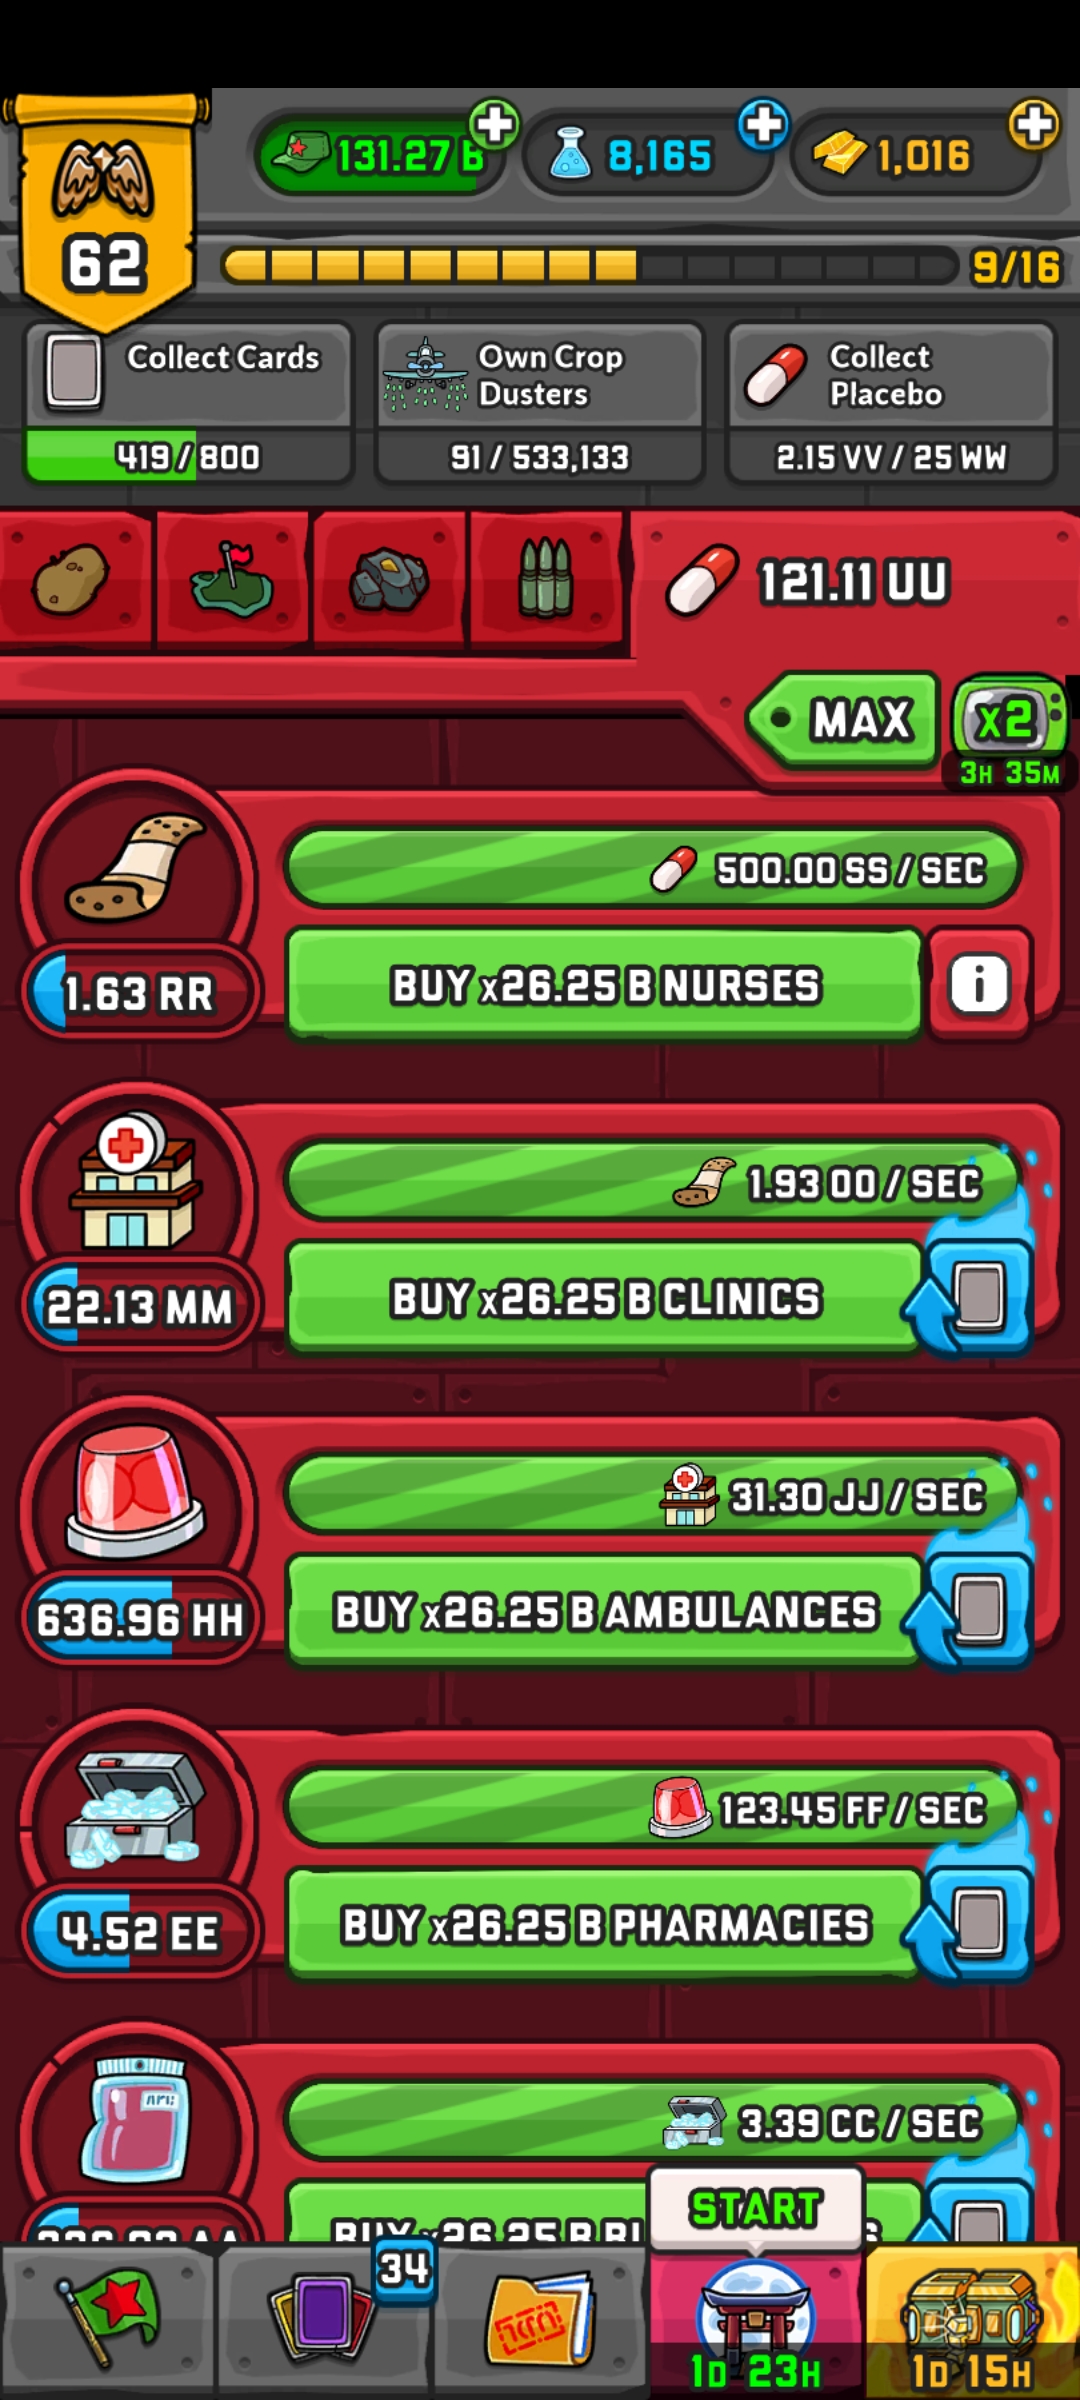 131.27 B
8,165
1,016
62
9/16
Collect Cards
419 / 800
Own Crop
Dusters
91 / 533,133
Collect
Placebo
2.15 VV / 25 WW
121.11 UU
MAX
x2
3H 35M
500.00 SS / SEC
1.63 RR
BUY x26.25 B NURSES
i
1.93 OO / SEC
22.13 MM
BUY x26.25 B CLINICS
31.30 JJ / SEC
636.96 HH
BUY x26.25 B AMBULANCES
123.45 FF / SEC
4.52 EE
BUY x26.25 B PHARMACIES
3.39 CC / SEC
BUY x26.25 B
START
34
1D 23H
1D 15H